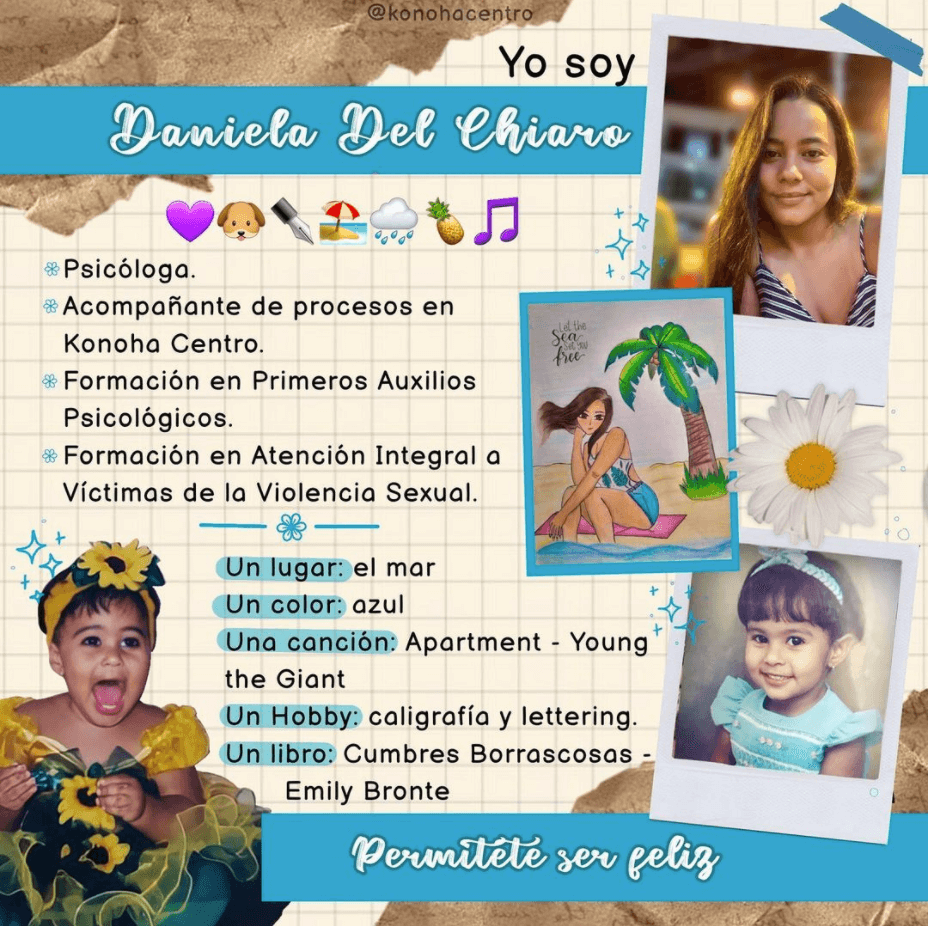 @konohacentro
Yo soy
Daniela Del Chiaro
Psicóloga.
Acompañante de procesos en
Konoha Centro.
Formación en Primeros Auxilios
Psicológicos.
Formación en Atención Integral a
Víctimas de la Violencia Sexual.
Let the
Sea
Set you
free
Un lugar: el mar
Un color: azul
Una canción: Apartment - Young
the Giant
Un Hobby: caligrafía y lettering.
Un libro: Cumbres Borrascosas -
Emily Bronte
Permitéte ser feliz